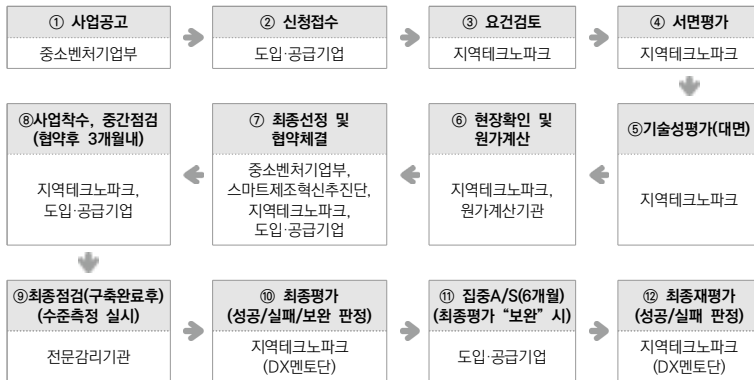 ① 사업공고
중소벤처기업부
② 신청접수
도입·공급기업
③ 요건검토
지역테크노파크
④ 서면평가
지역테크노파크
⑤기술성평가(대면)
지역테크노파크
⑥ 현장확인 및
원가계산
지역테크노파크,
원가계산기관
⑦ 최종선정 및
협약체결
중소벤처기업부,
스마트제조혁신추진단,
지역테크노파크,
도입·공급기업
⑧사업착수, 중간점검
(협약후 3개월내)
지역테크노파크,
도입·공급기업
⑨최종점검(구축완료후)
(수준측정 실시)
전문감리기관
⑩ 최종평가
(성공/실패/보완 판정)
지역테크노파크
(DX멘토단)
⑪ 집중A/S(6개월)
(최종평가 “보완” 시)
도입·공급기업
⑫ 최종재평가
(성공/실패 판정)
지역테크노파크
(DX멘토단)